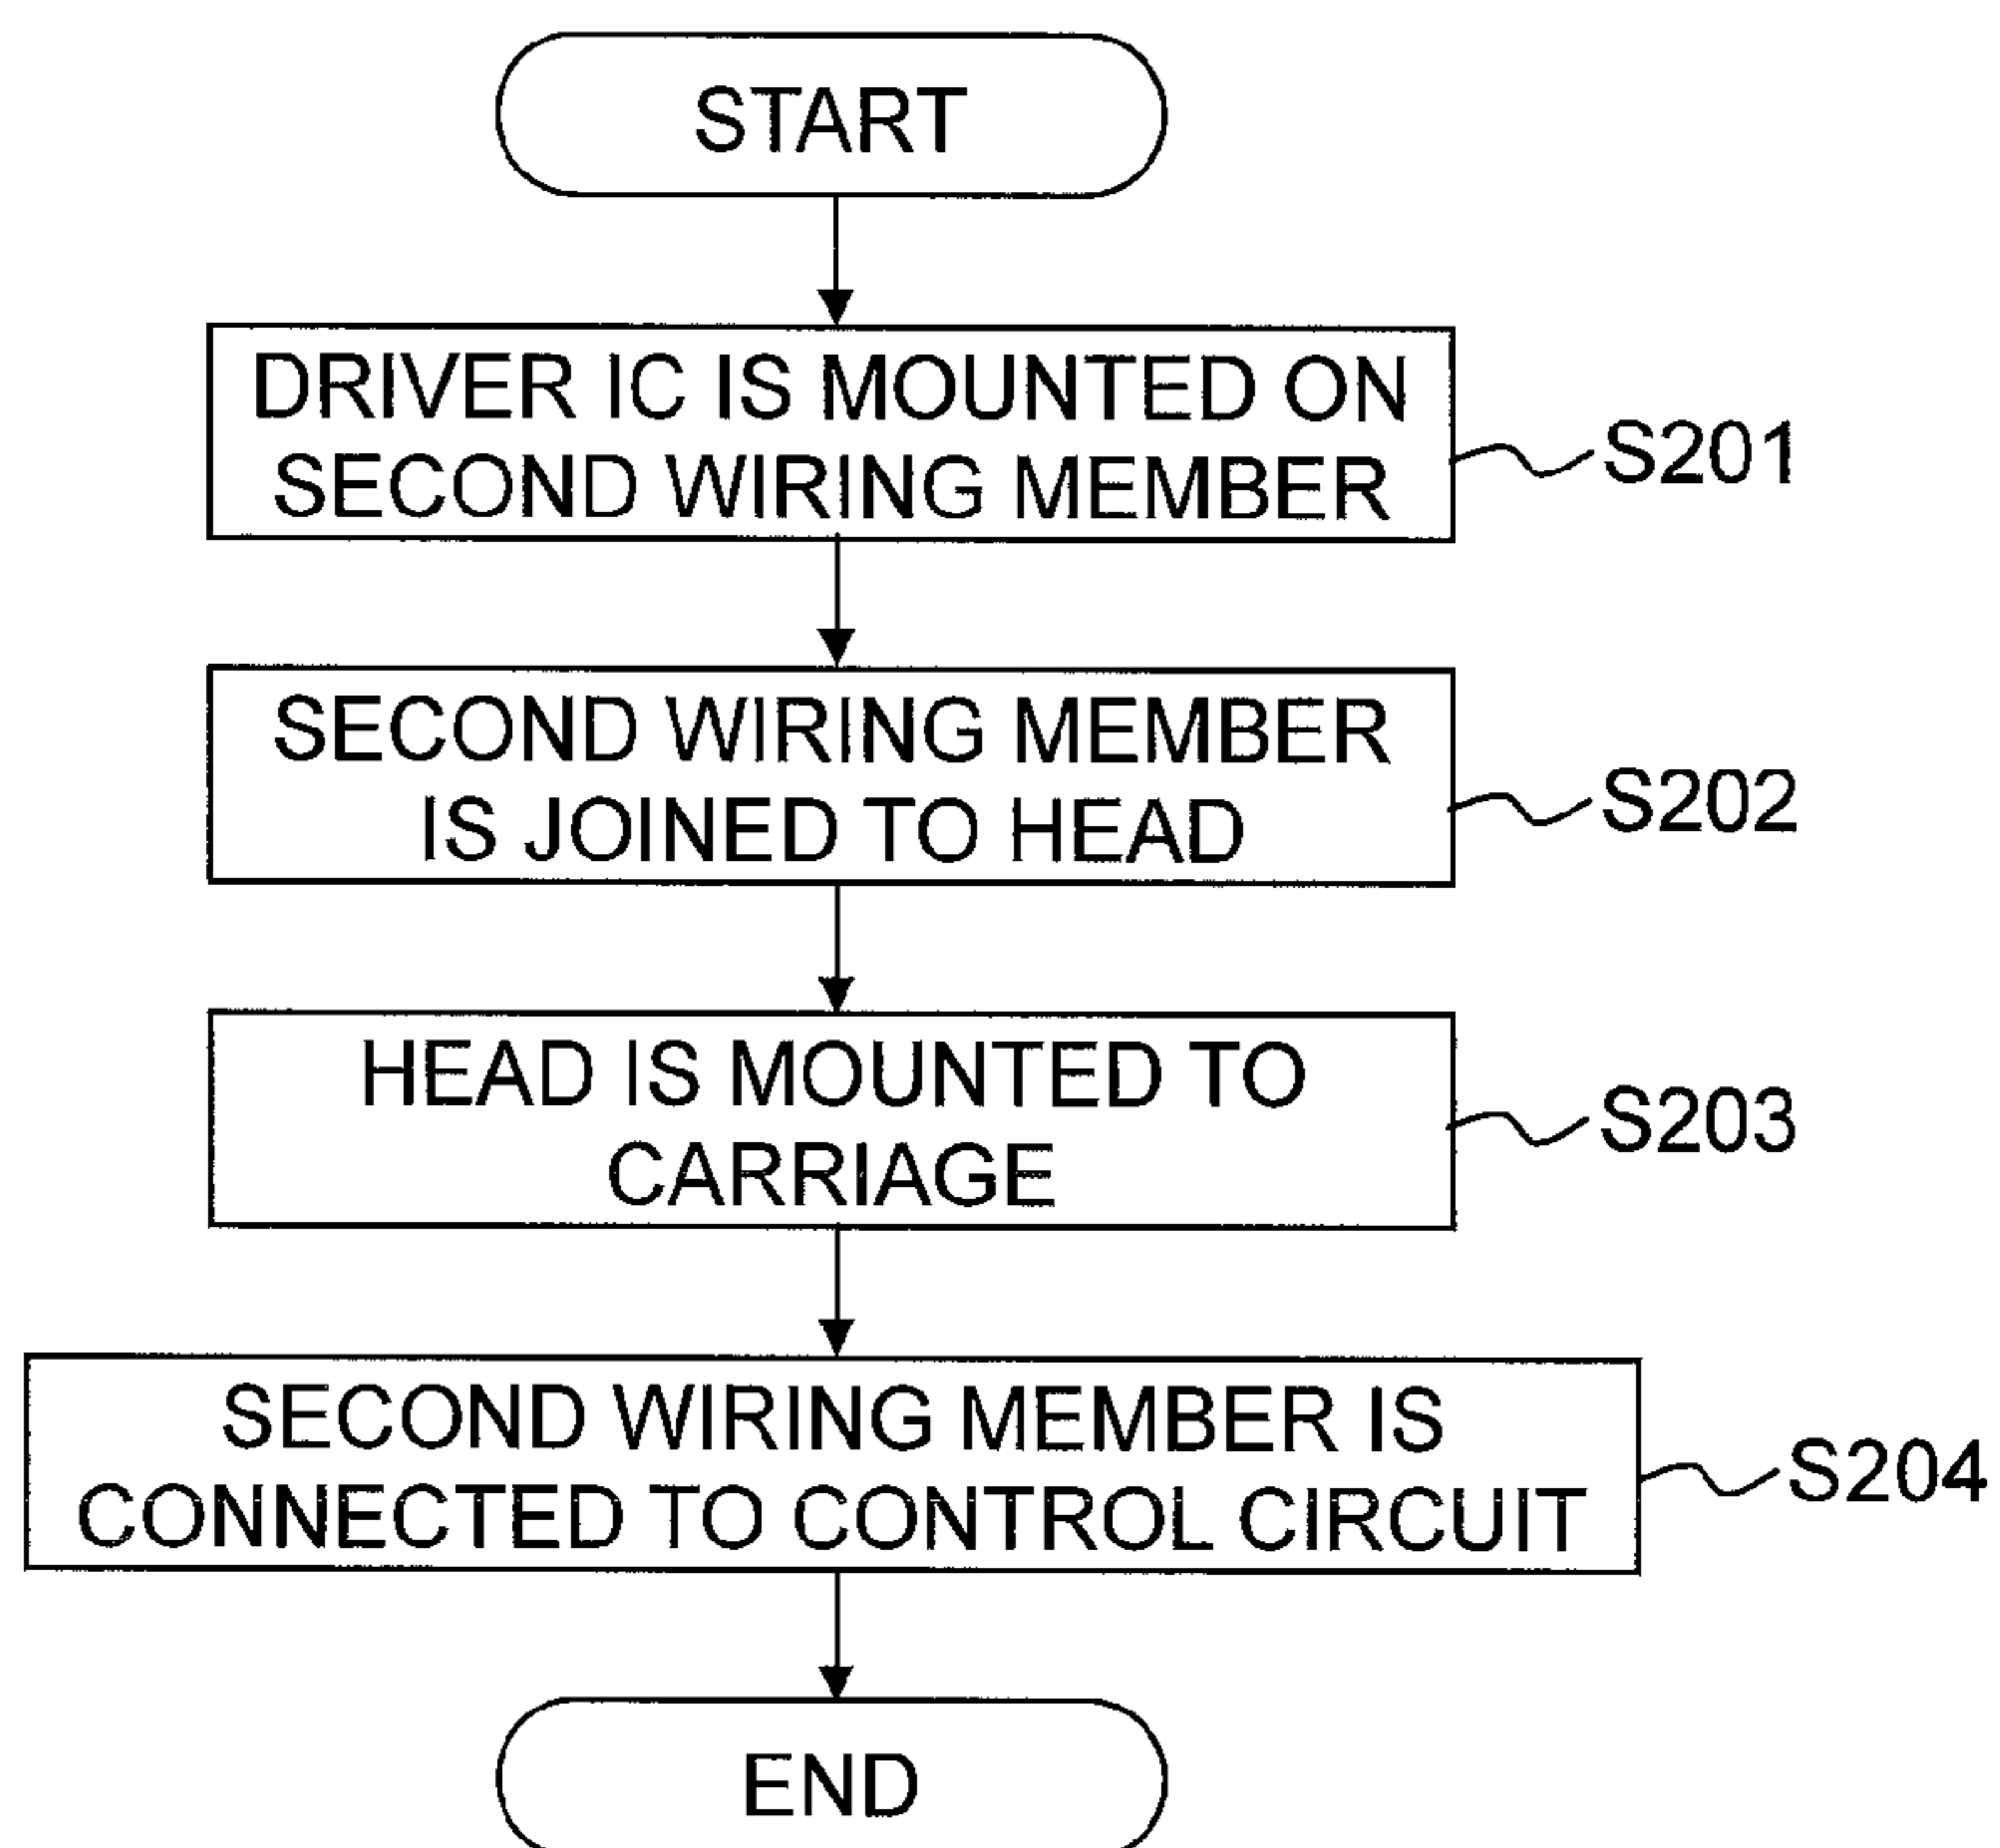 START
DRIVER IC IS MOUNTED ON
SECOND WIRING MEMBER
S201
SECOND WIRING MEMBER
IS JOINED TO HEAD
S202
HEAD IS MOUNTED TO
CARRIAGE
S203
SECOND WIRING MEMBER IS
CONNECTED TO CONTROL CIRCUIT
S204
END